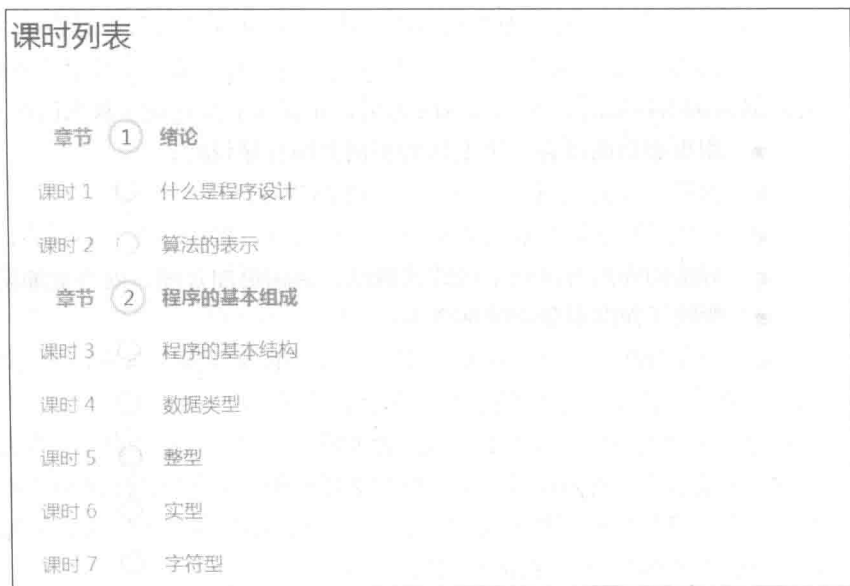 课时列表
章节 1 绪论
课时 1 什么是程序设计
课时 2 算法的表示
章节 2 程序的基本组成
课时 3 程序的基本结构
课时 4 数据类型
课时 5 整型
课时 6 实型
课时 7 字符型